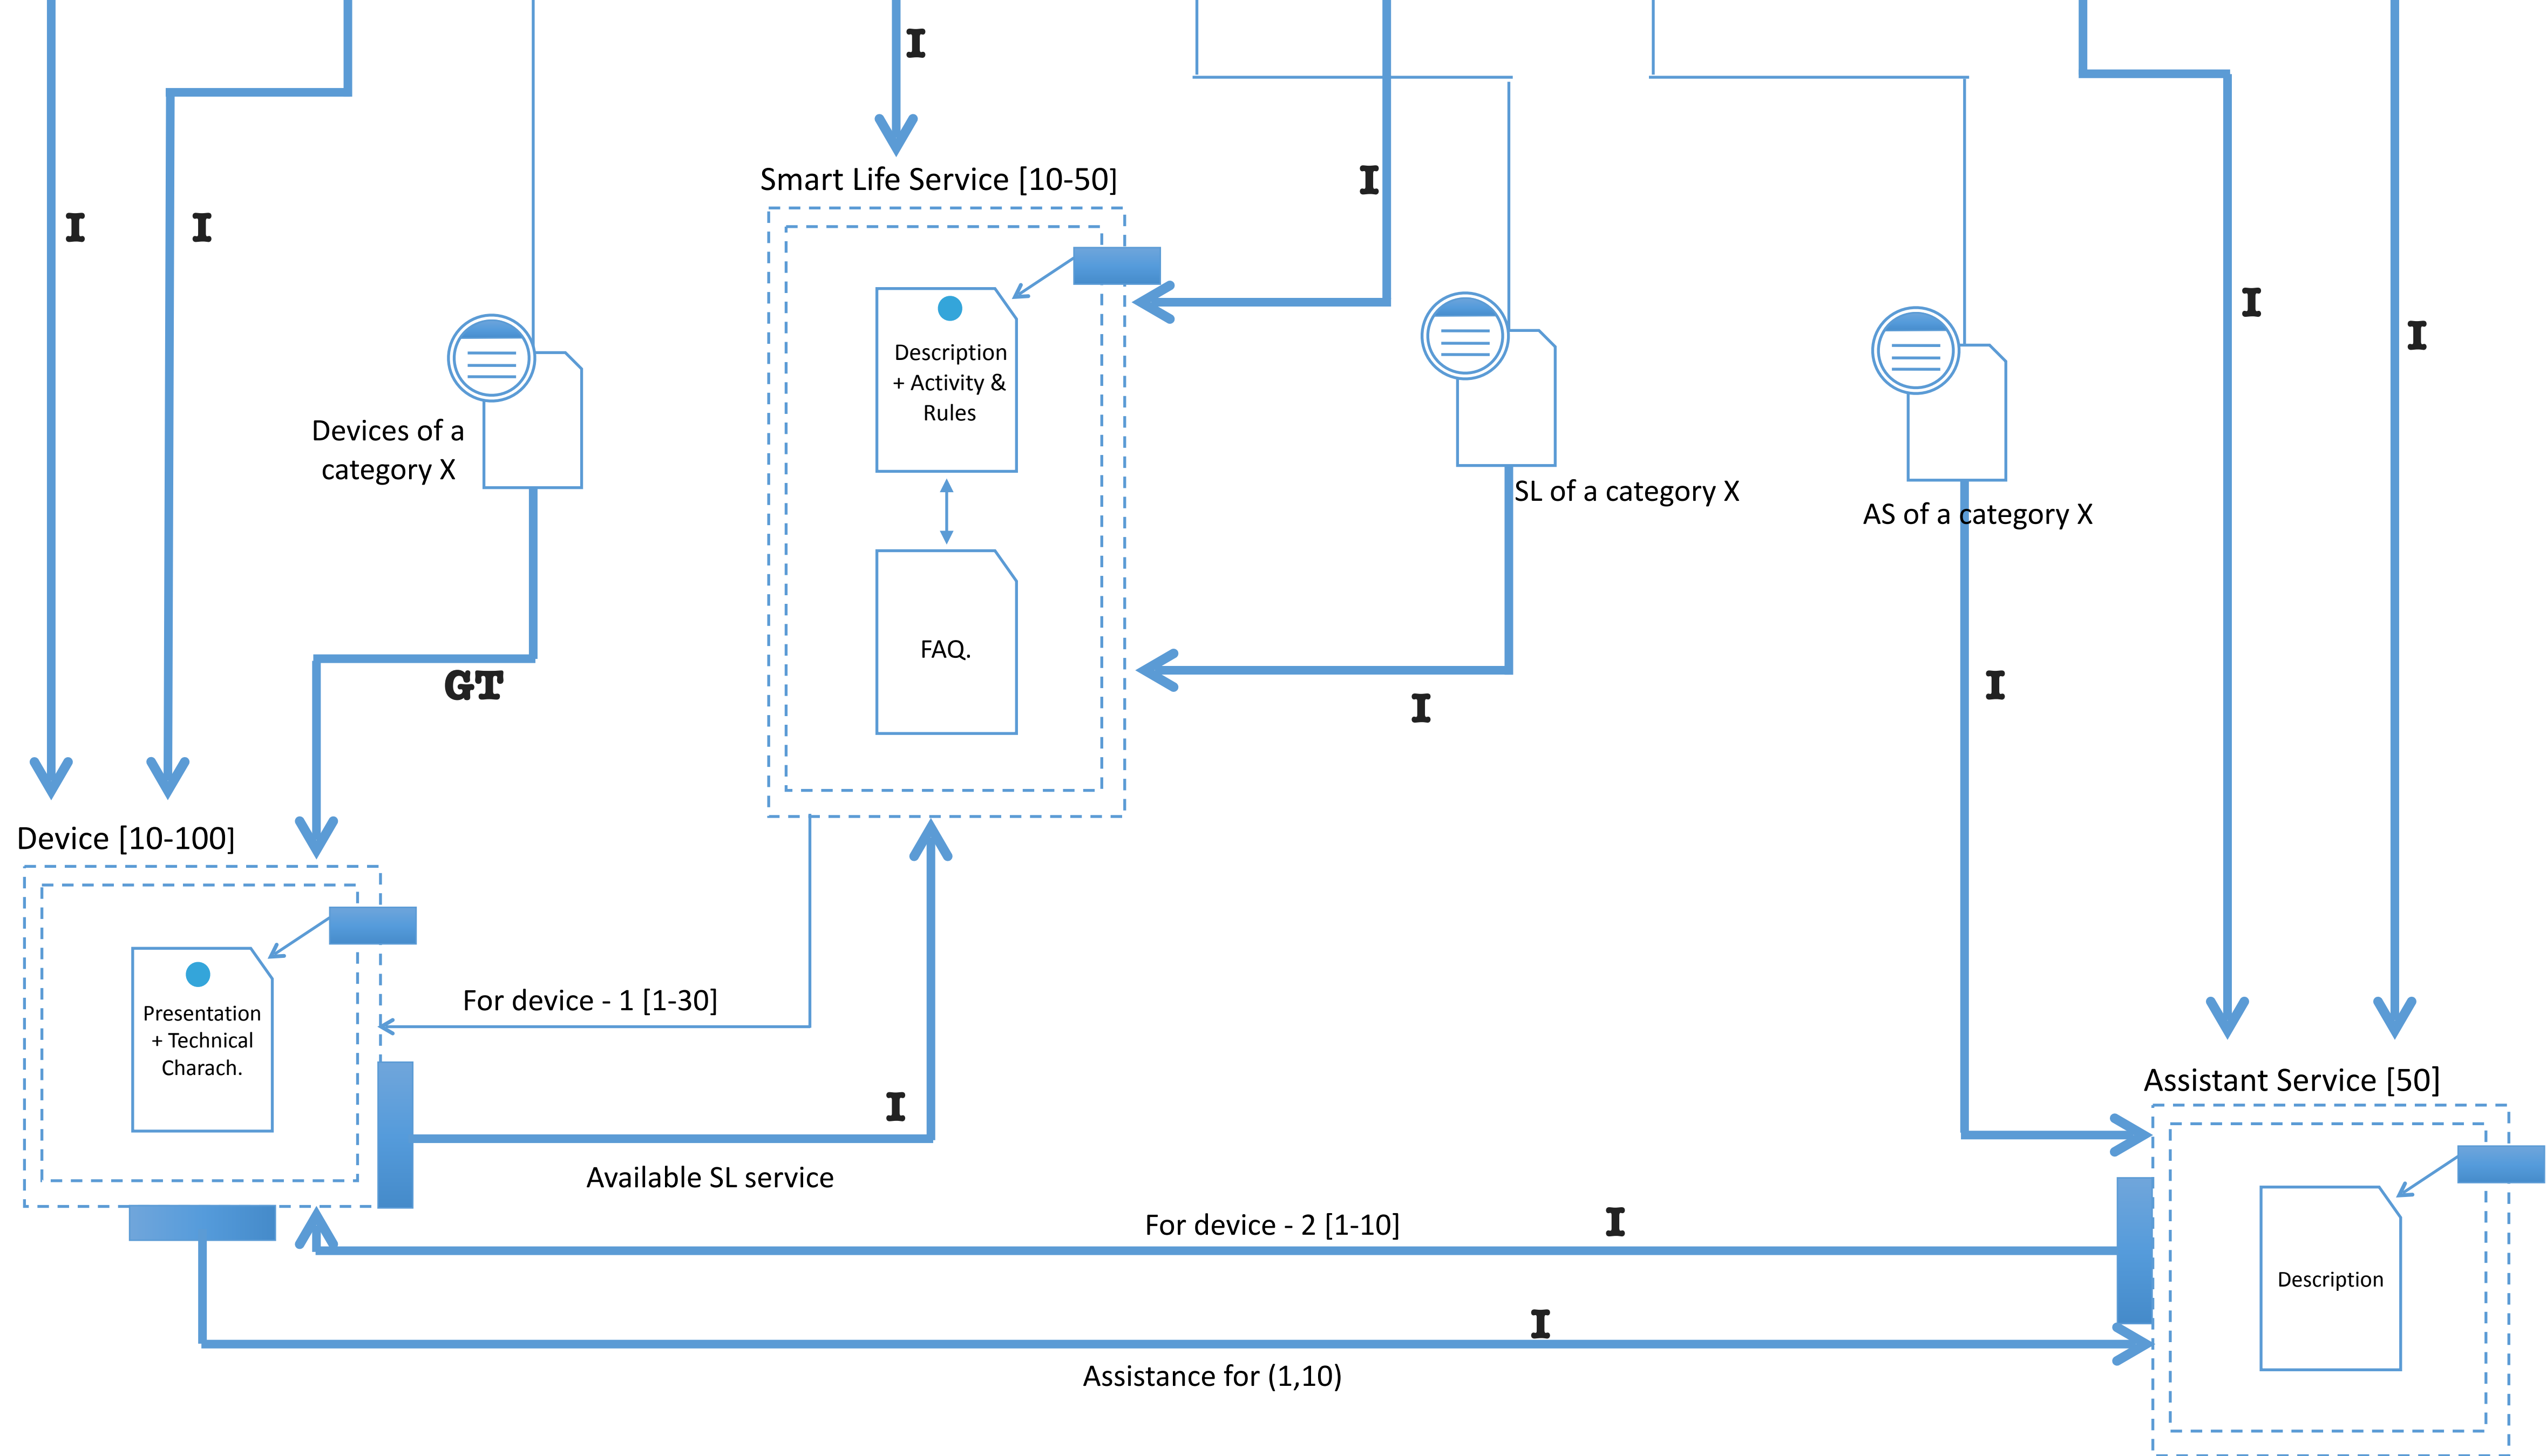 I
Smart Life Service [10-50]
I
I
I
I
I
Description
+ Activity &
Rules
Devices of a
category X
SL of a category X
AS of a category X
FAQ.
GT
I
I
Device [10-100]
Presentation
+ Technical
Charach.
For device - 1 [1-30]
I
Available SL service
Assistant Service [50]
For device - 2 [1-10]
I
Description
I
Assistance for (1,10)